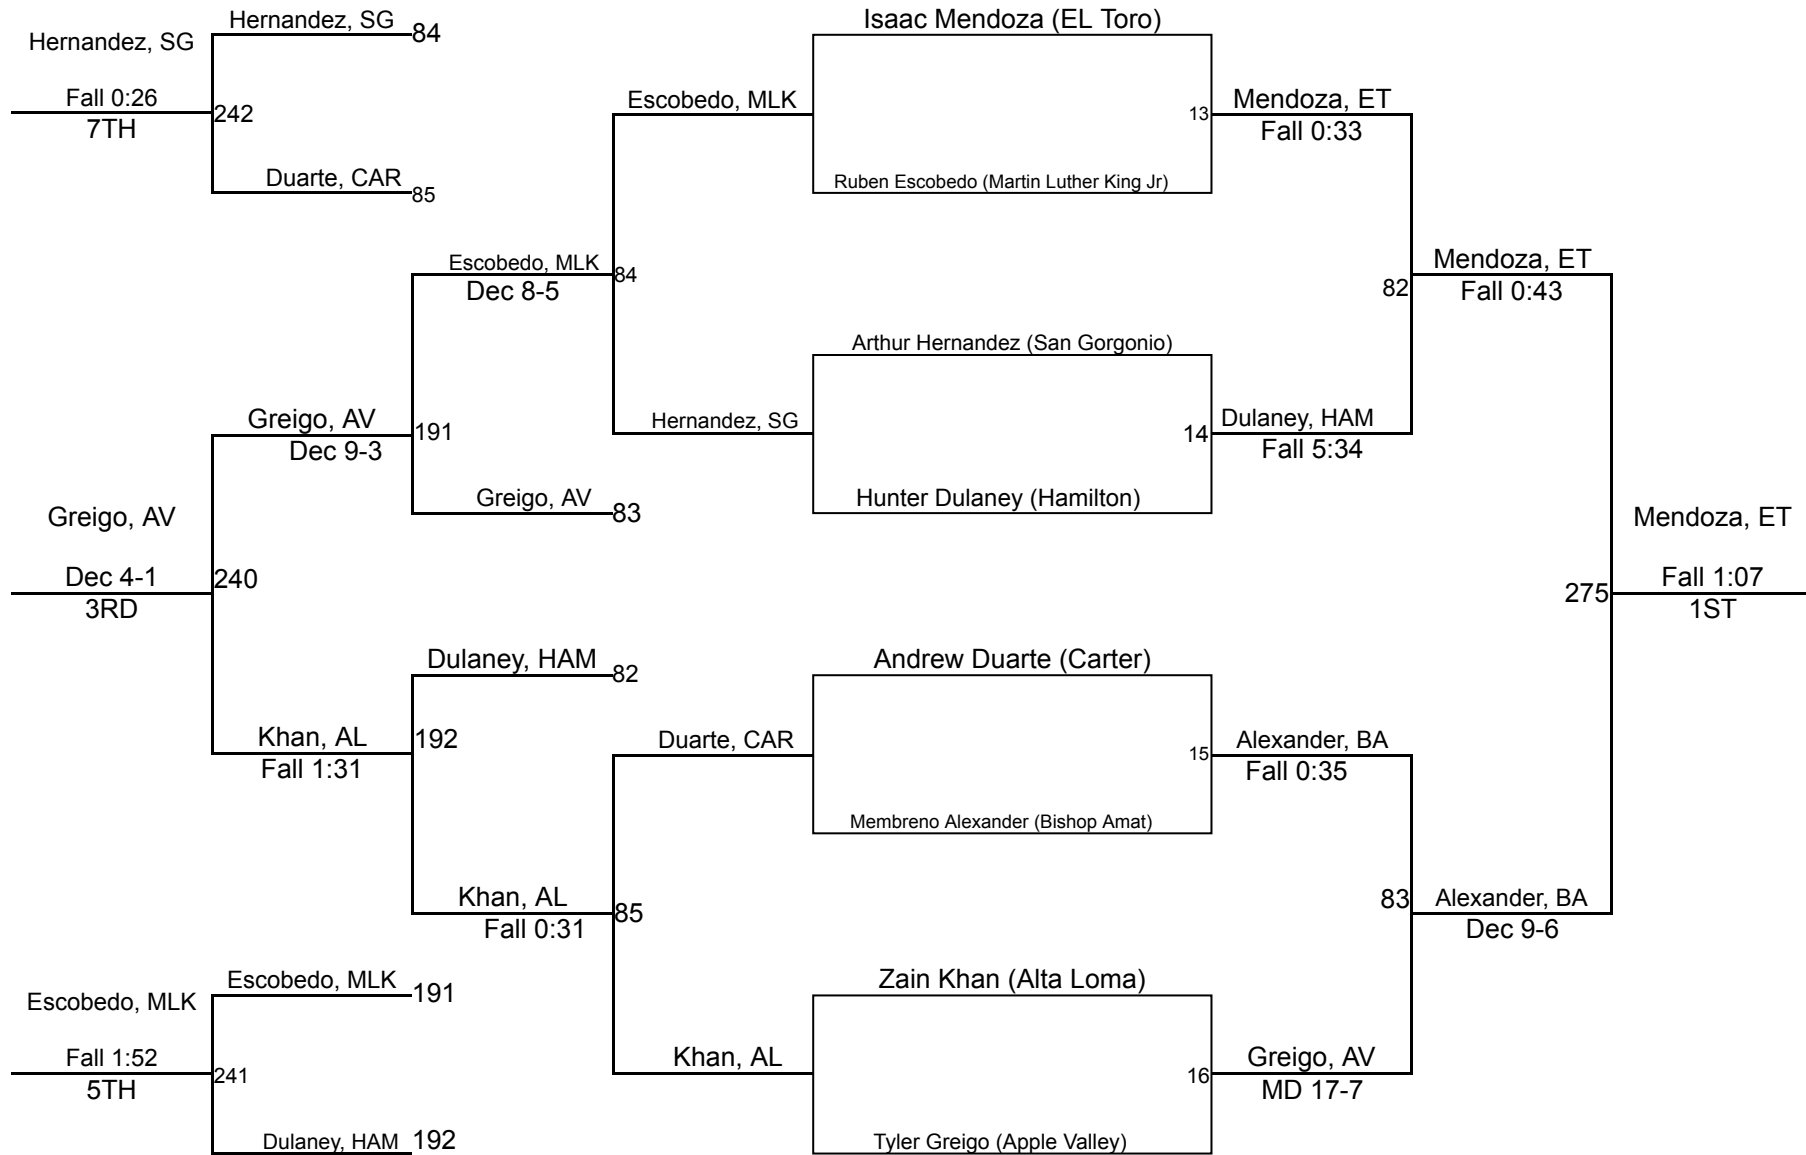 Hernandez, SG
Hernandez, SG
84
Fall 0:26
7TH
242
Duarte, CAR
85
Isaac Mendoza (EL Toro)
Escobedo, MLK
13
Mendoza, ET
Fall 0:33
Ruben Escobedo (Martin Luther King Jr)
Escobedo, MLK
Dec 8-5
84
82
Mendoza, ET
Fall 0:43
Arthur Hernandez (San Gorgonio)
Greigo, AV
Dec 9-3
191
Hernandez, SG
14
Dulaney, HAM
Fall 5:34
Greigo, AV
83
Hunter Dulaney (Hamilton)
Greigo, AV
Dec 4-1
3RD
240
Mendoza, ET
275
Fall 1:07
1ST
Dulaney, HAM
82
Andrew Duarte (Carter)
Khan, AL
Fall 1:31
192
Duarte, CAR
15
Alexander, BA
Fall 0:35
Membreno Alexander (Bishop Amat)
Khan, AL
Fall 0:31
85
83
Alexander, BA
Dec 9-6
Escobedo, MLK
Escobedo, MLK
191
Zain Khan (Alta Loma)
Fall 1:52
5TH
241
Khan, AL
16
Greigo, AV
MD 17-7
Dulaney, HAM
192
Tyler Greigo (Apple Valley)